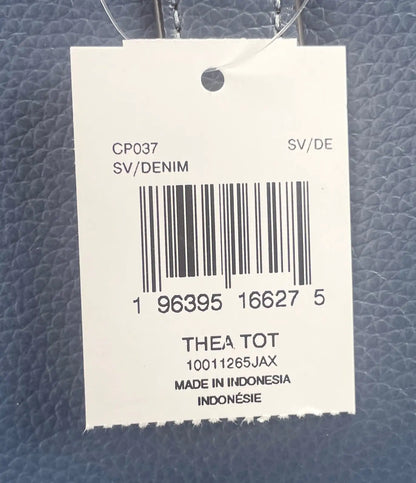 CP037 SV/DE
SV/DENIM
1 96395 16627 5
THEA TOT
10011265JAX
MADE IN INDONESIA
INDONÉSIE